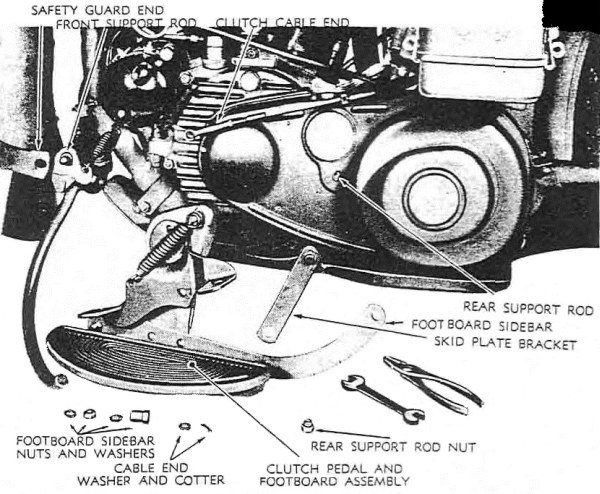 SAFETY GUARD END
FRONT SUPPORT ROD
CLUTCH CABLE END
REAR SUPPORT ROD
FOOTBOARD SIDEBAR
SKID PLATE BRACKET
FOOTBOARD SIDEBAR
NUTS AND WASHERS
REAR SUPPORT ROD NUT
CABLE END
WASHER AND COTTER
CLUTCH PEDAL AND
FOOTBOARD ASSEMBLY